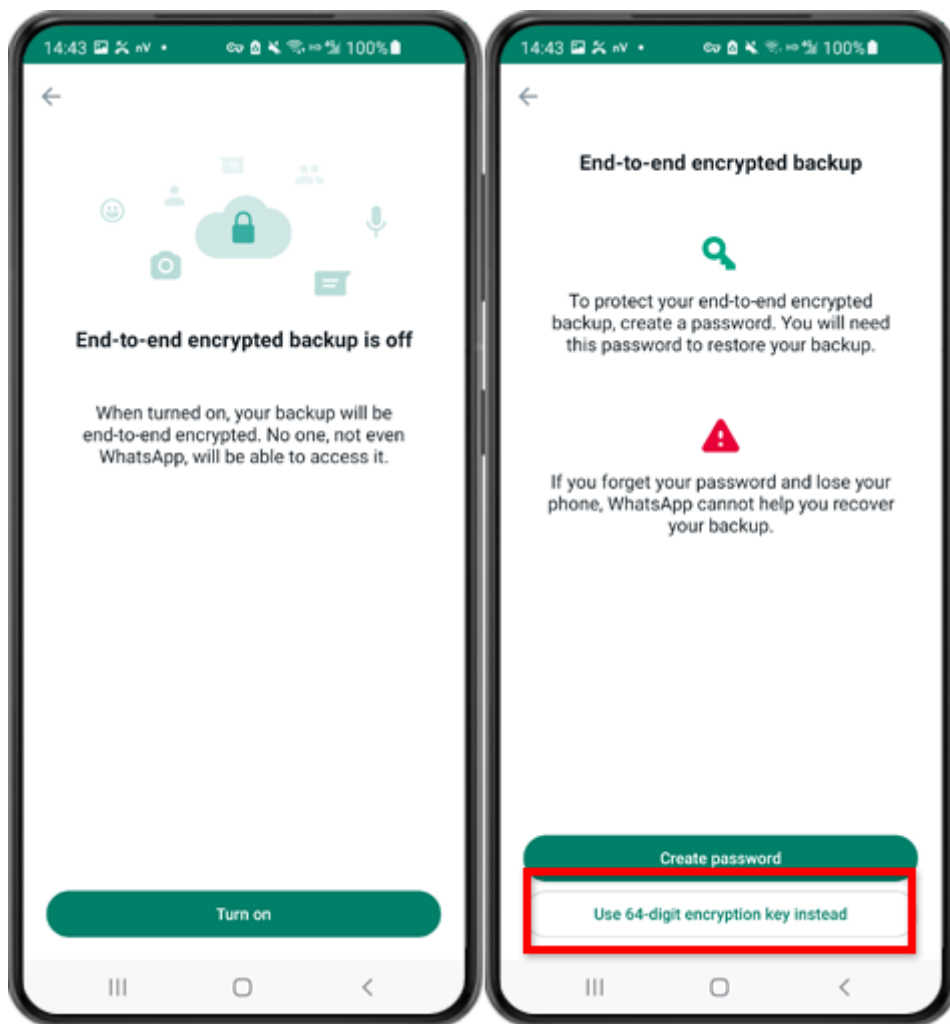 14:43 nV • 100%
End-to-end encrypted backup is off
When turned on, your backup will be
end-to-end encrypted. No one, not even
WhatsApp, will be able to access it.
Turn on
14:43 nV • 100%
End-to-end encrypted backup
To protect your end-to-end encrypted
backup, create a password. You will need
this password to restore your backup.
If you forget your password and lose your
phone, WhatsApp cannot help you recover
your backup.
Create password
Use 64-digit encryption key instead